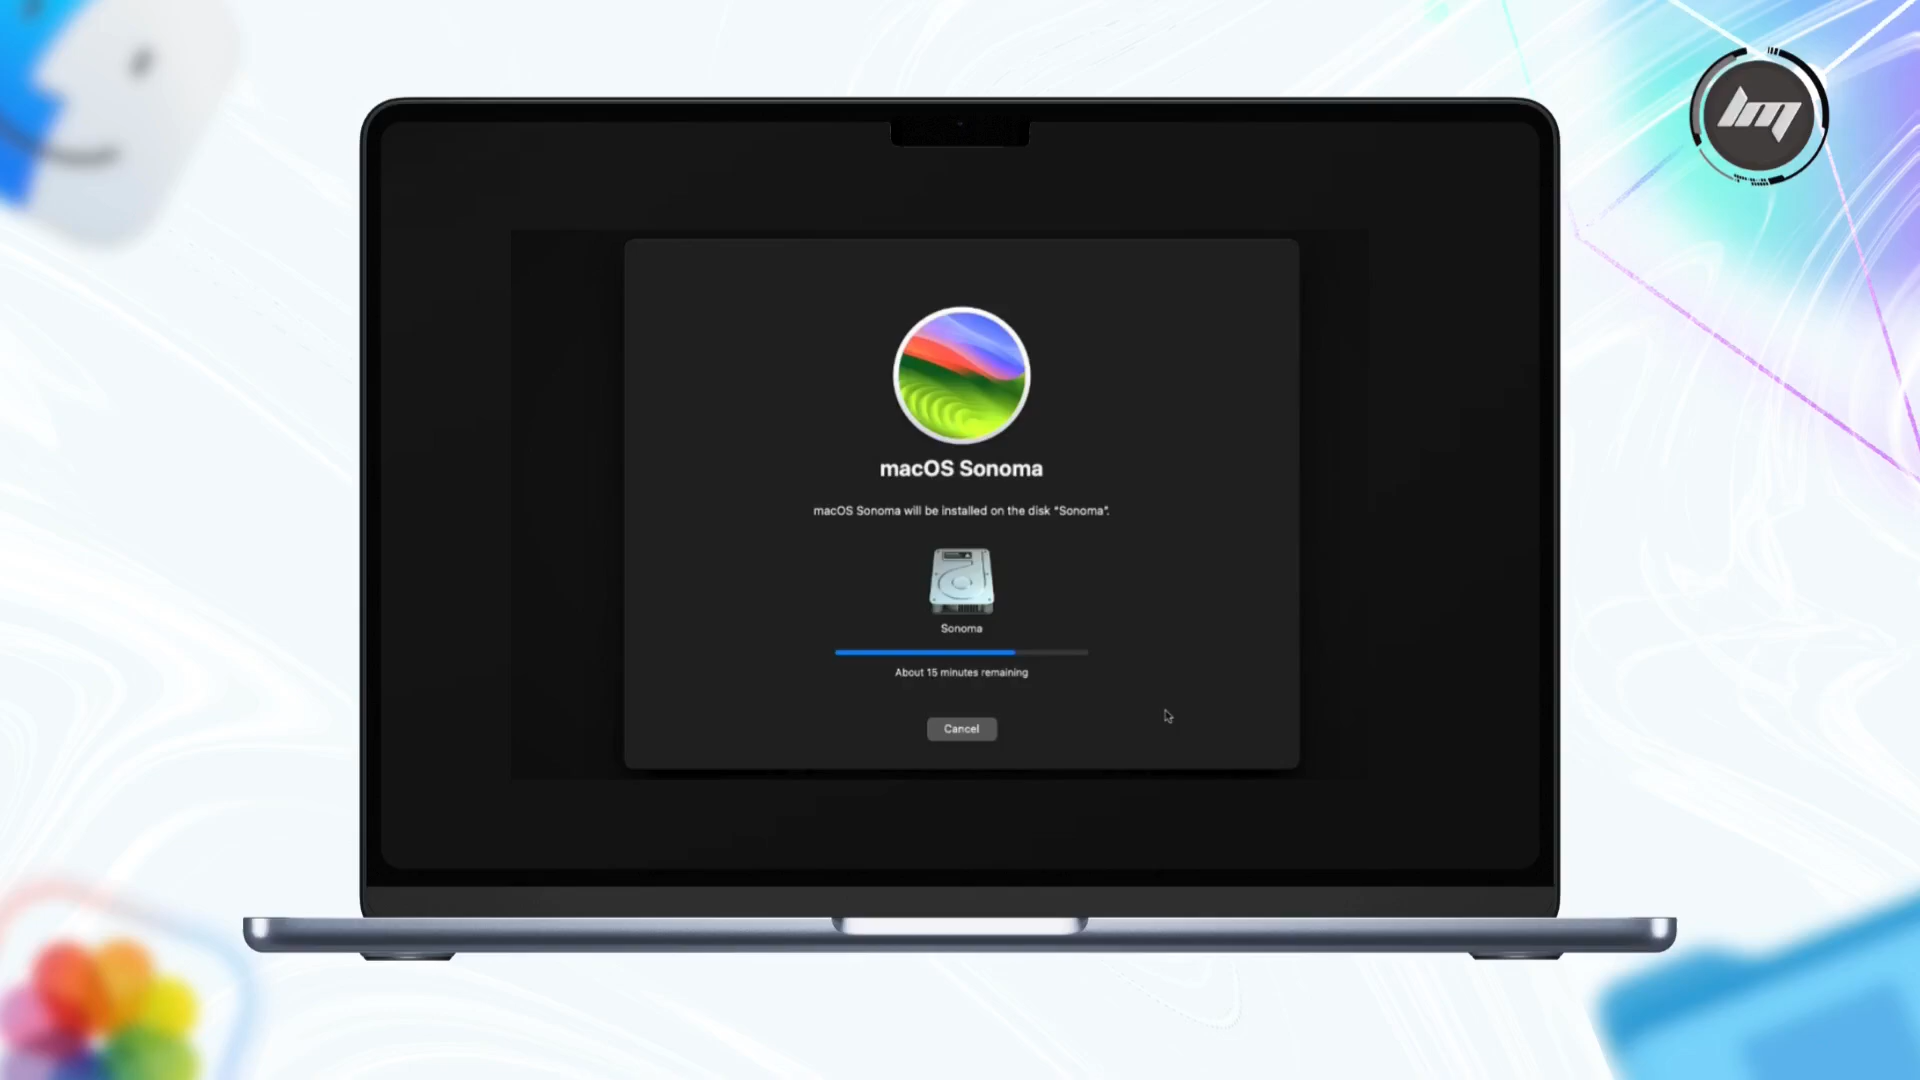 macOS Sonoma
macOS Sonoma will be installed on the disk "Sonoma".
Sonoma
About 15 minutes remaining
Cancel